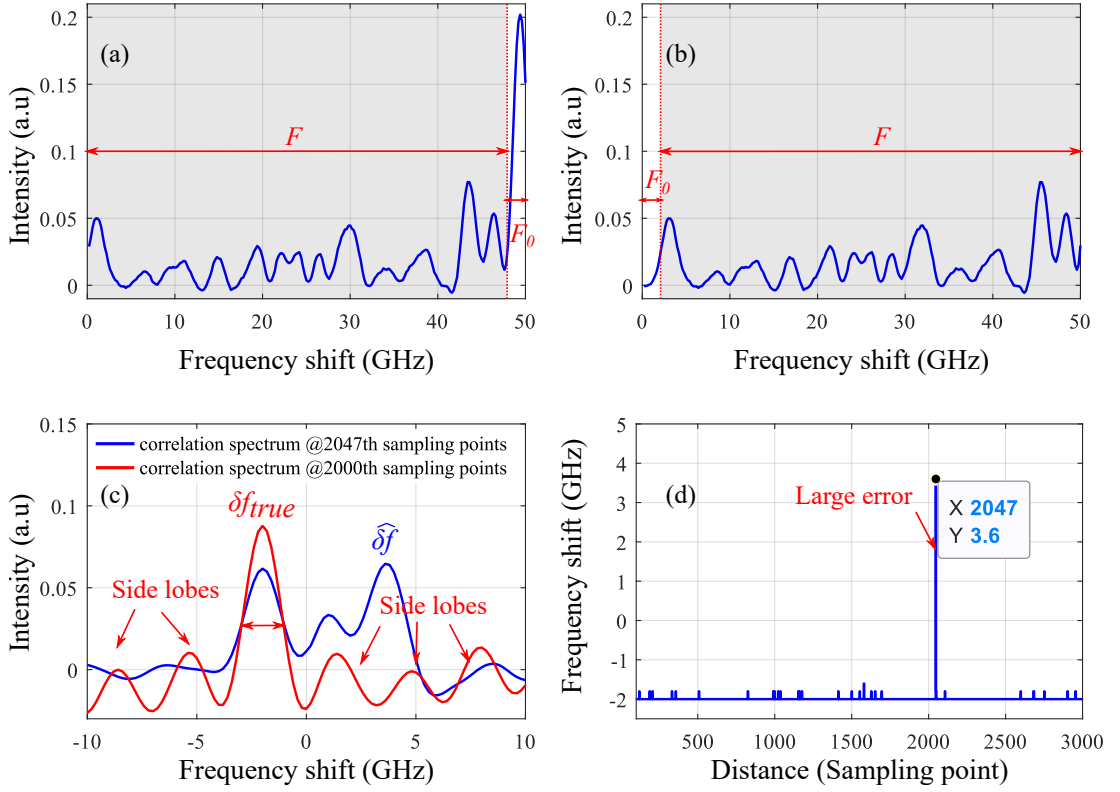 (a)
F
F0
Intensity (a.u)
0.2
0.15
0.1
0.05
0
0 10 20 30 40 50
Frequency shift (GHz)
(b)
F0
F
Intensity (a.u)
0.2
0.15
0.1
0.05
0
0 10 20 30 40 50
Frequency shift (GHz)
correlation spectrum @2047th sampling points
correlation spectrum @2000th sampling points
(c)
δftrue
δ̂f
Side lobes
Side lobes
Intensity (a.u)
0.15
0.1
0.05
0
-10 -5 0 5 10
Frequency shift (GHz)
(d)
Large error
X 2047
Y 3.6
Frequency shift (GHz)
5
4
3
2
1
0
-1
-2
500 1000 1500 2000 2500 3000
Distance (Sampling point)